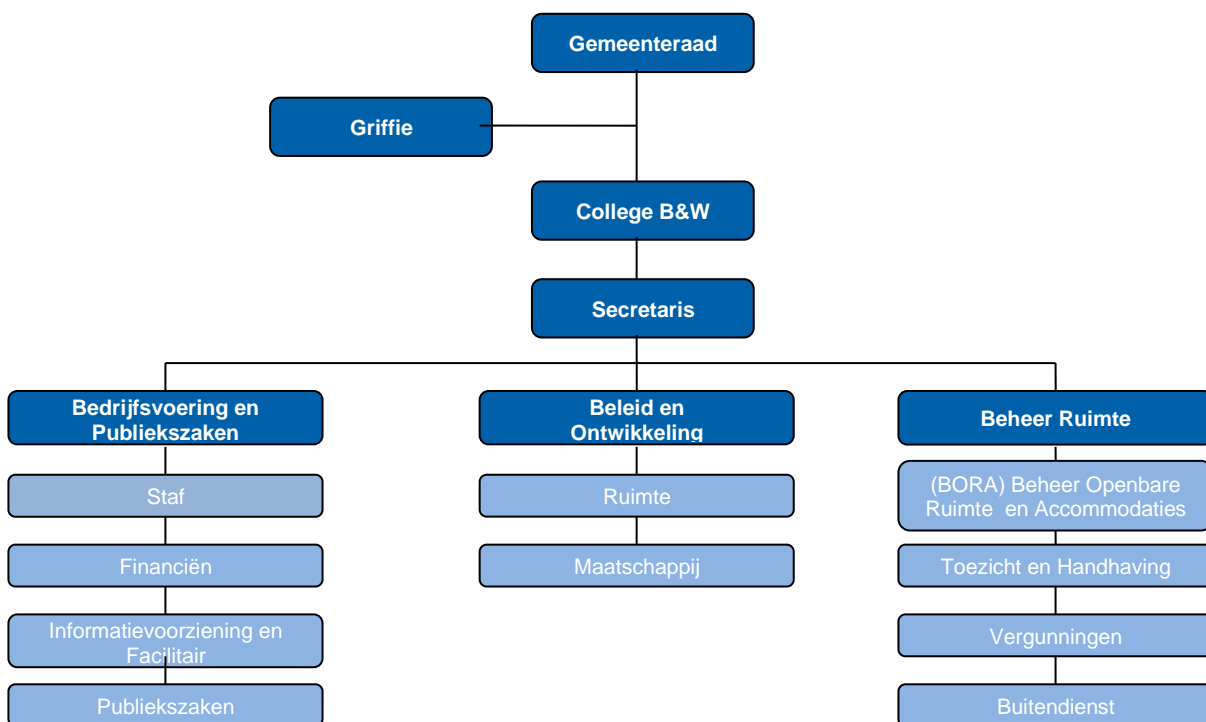 Gemeenteraad
Griffie
College B&W
Secretaris
Bedrijfsvoering en
Publiekszaken
Beleid en
Ontwikkeling
Beheer Ruimte
Staf
Ruimte
(BORA) Beheer Openbare
Ruimte en Accommodaties
Financiën
Maatschappij
Toezicht en Handhaving
Informatievoorziening en
Facilitair
Vergunningen
Publiekszaken
Buitendienst